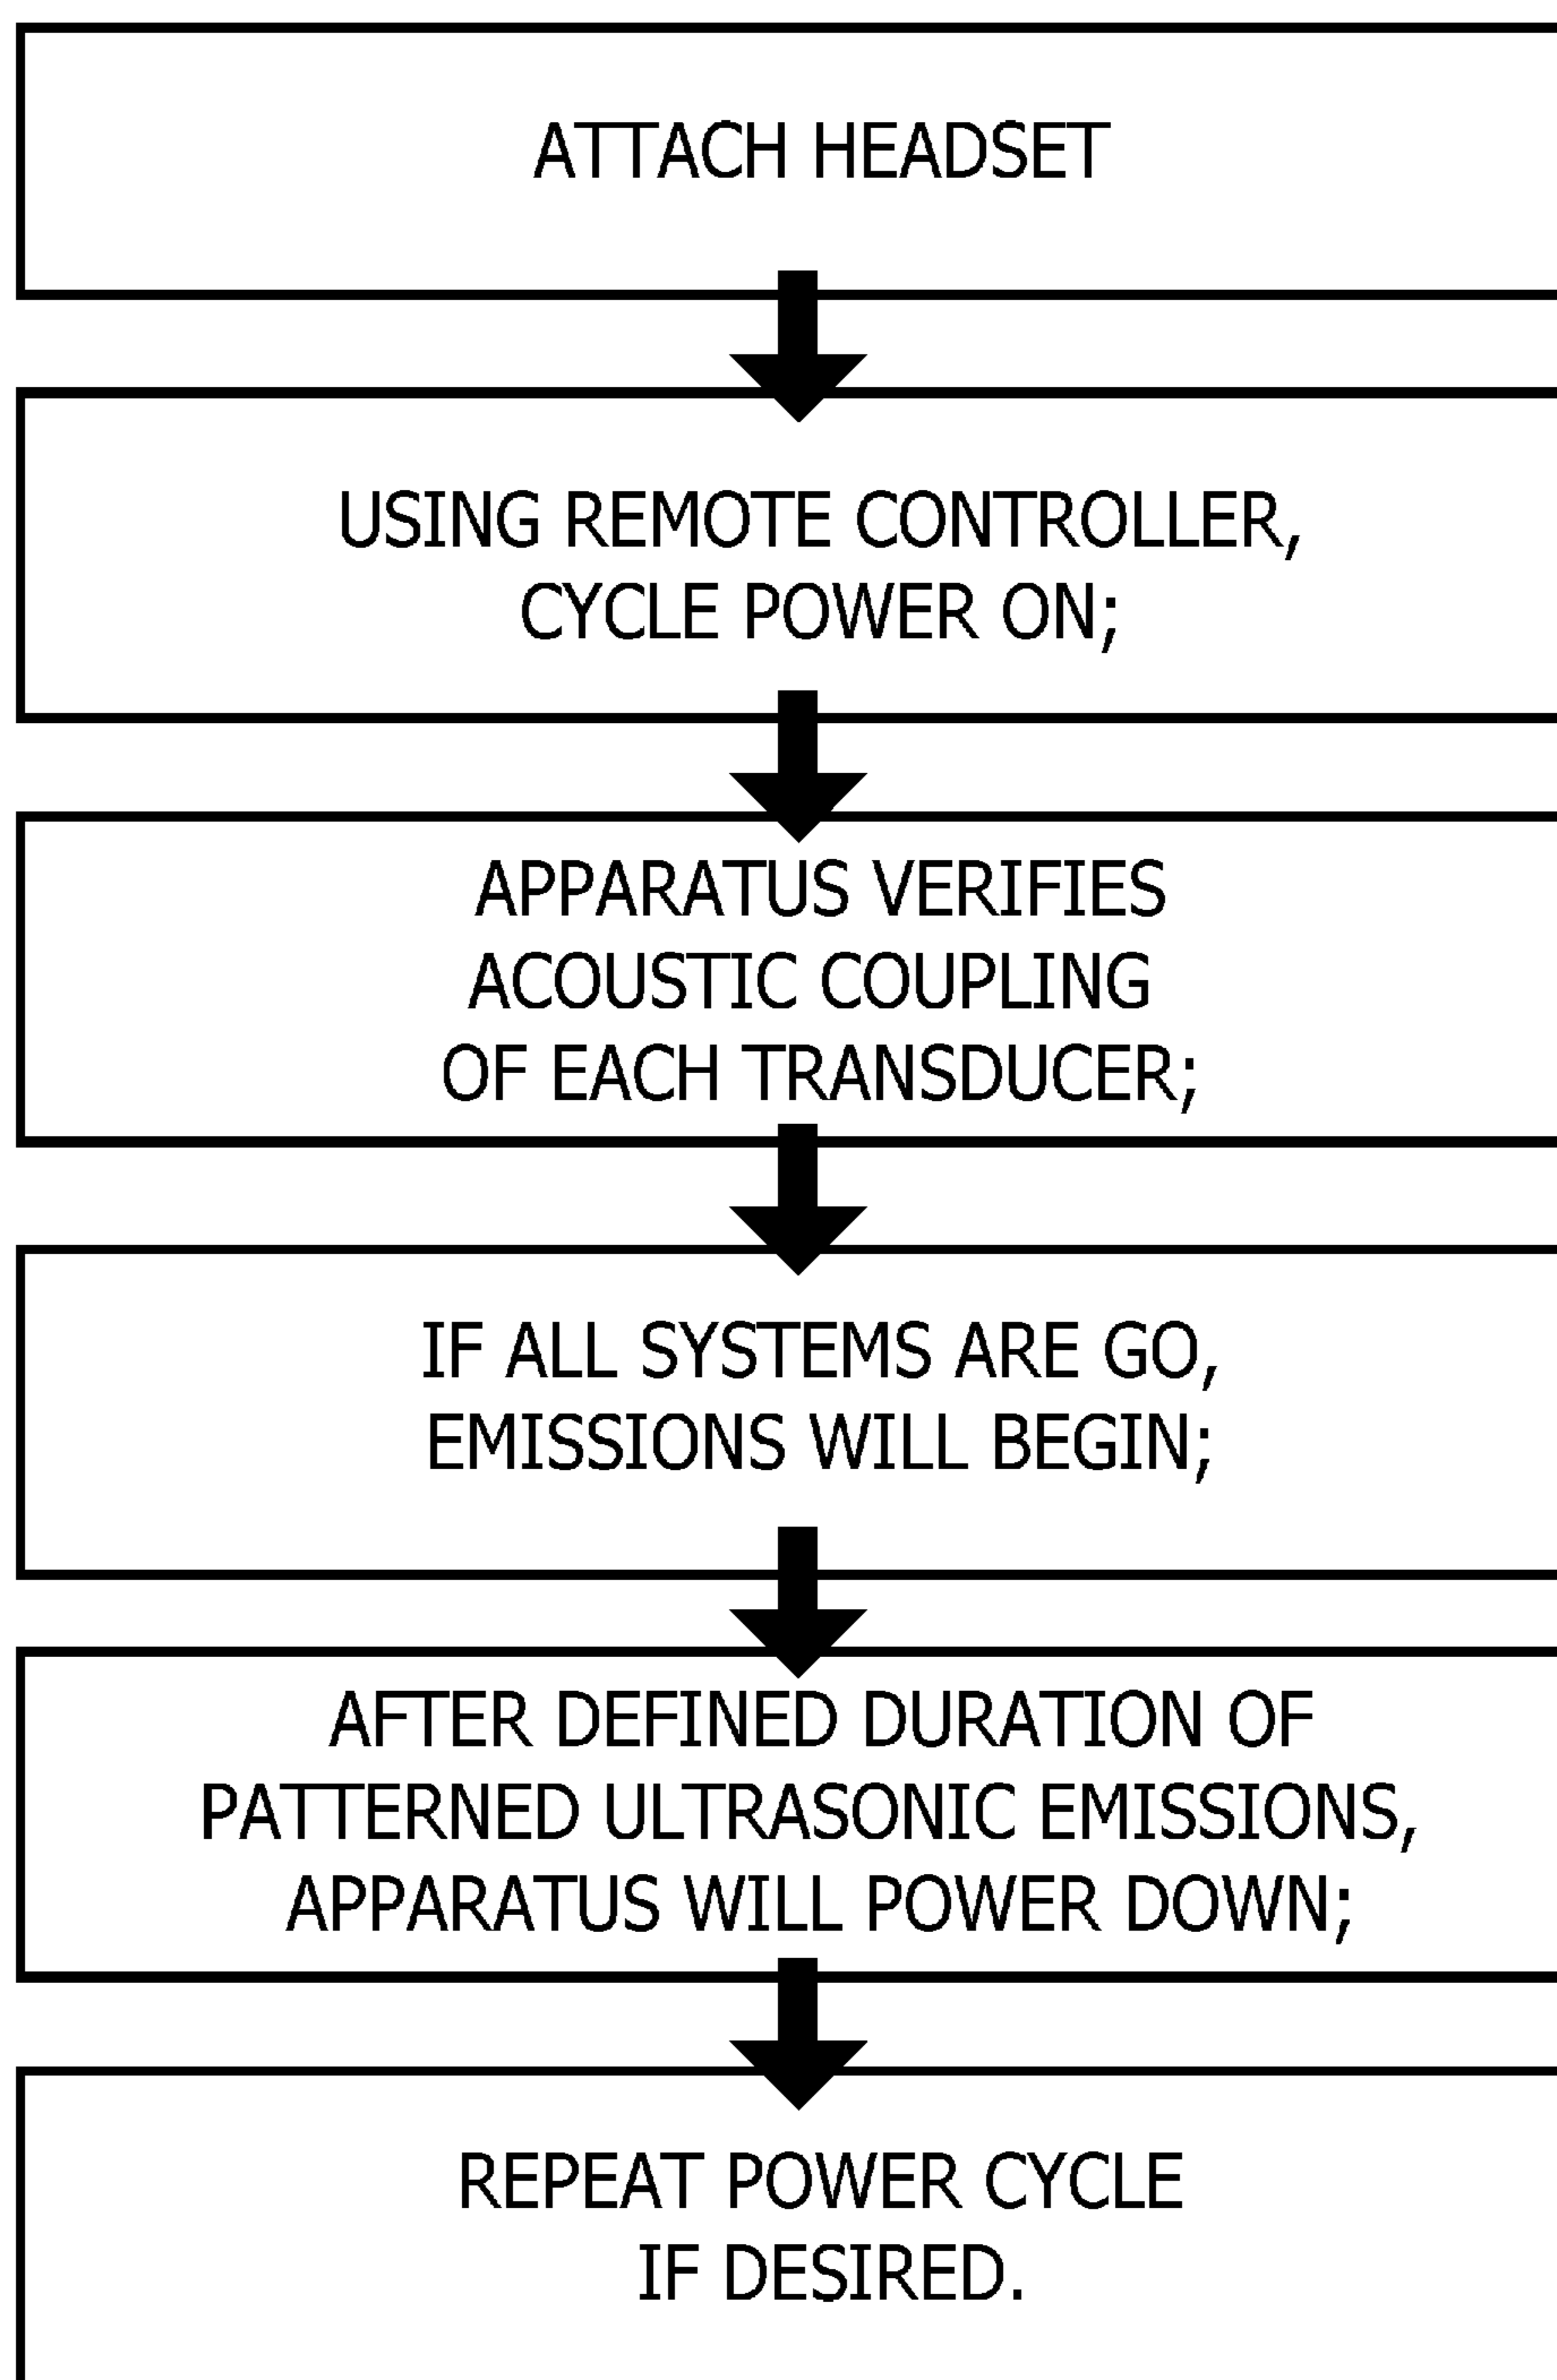 ATTACH HEADSET
USING REMOTE CONTROLLER,
CYCLE POWER ON;
APPARATUS VERIFIES
ACOUSTIC COUPLING
OF EACH TRANSDUCER;
IF ALL SYSTEMS ARE GO,
EMISSIONS WILL BEGIN;
AFTER DEFINED DURATION OF
PATTERNED ULTRASONIC EMISSIONS,
APPARATUS WILL POWER DOWN;
REPEAT POWER CYCLE
IF DESIRED.